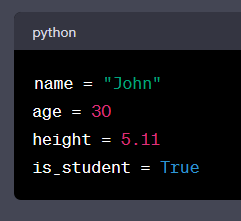 python
name = "John"
age = 30
height = 5.11
is_student = True